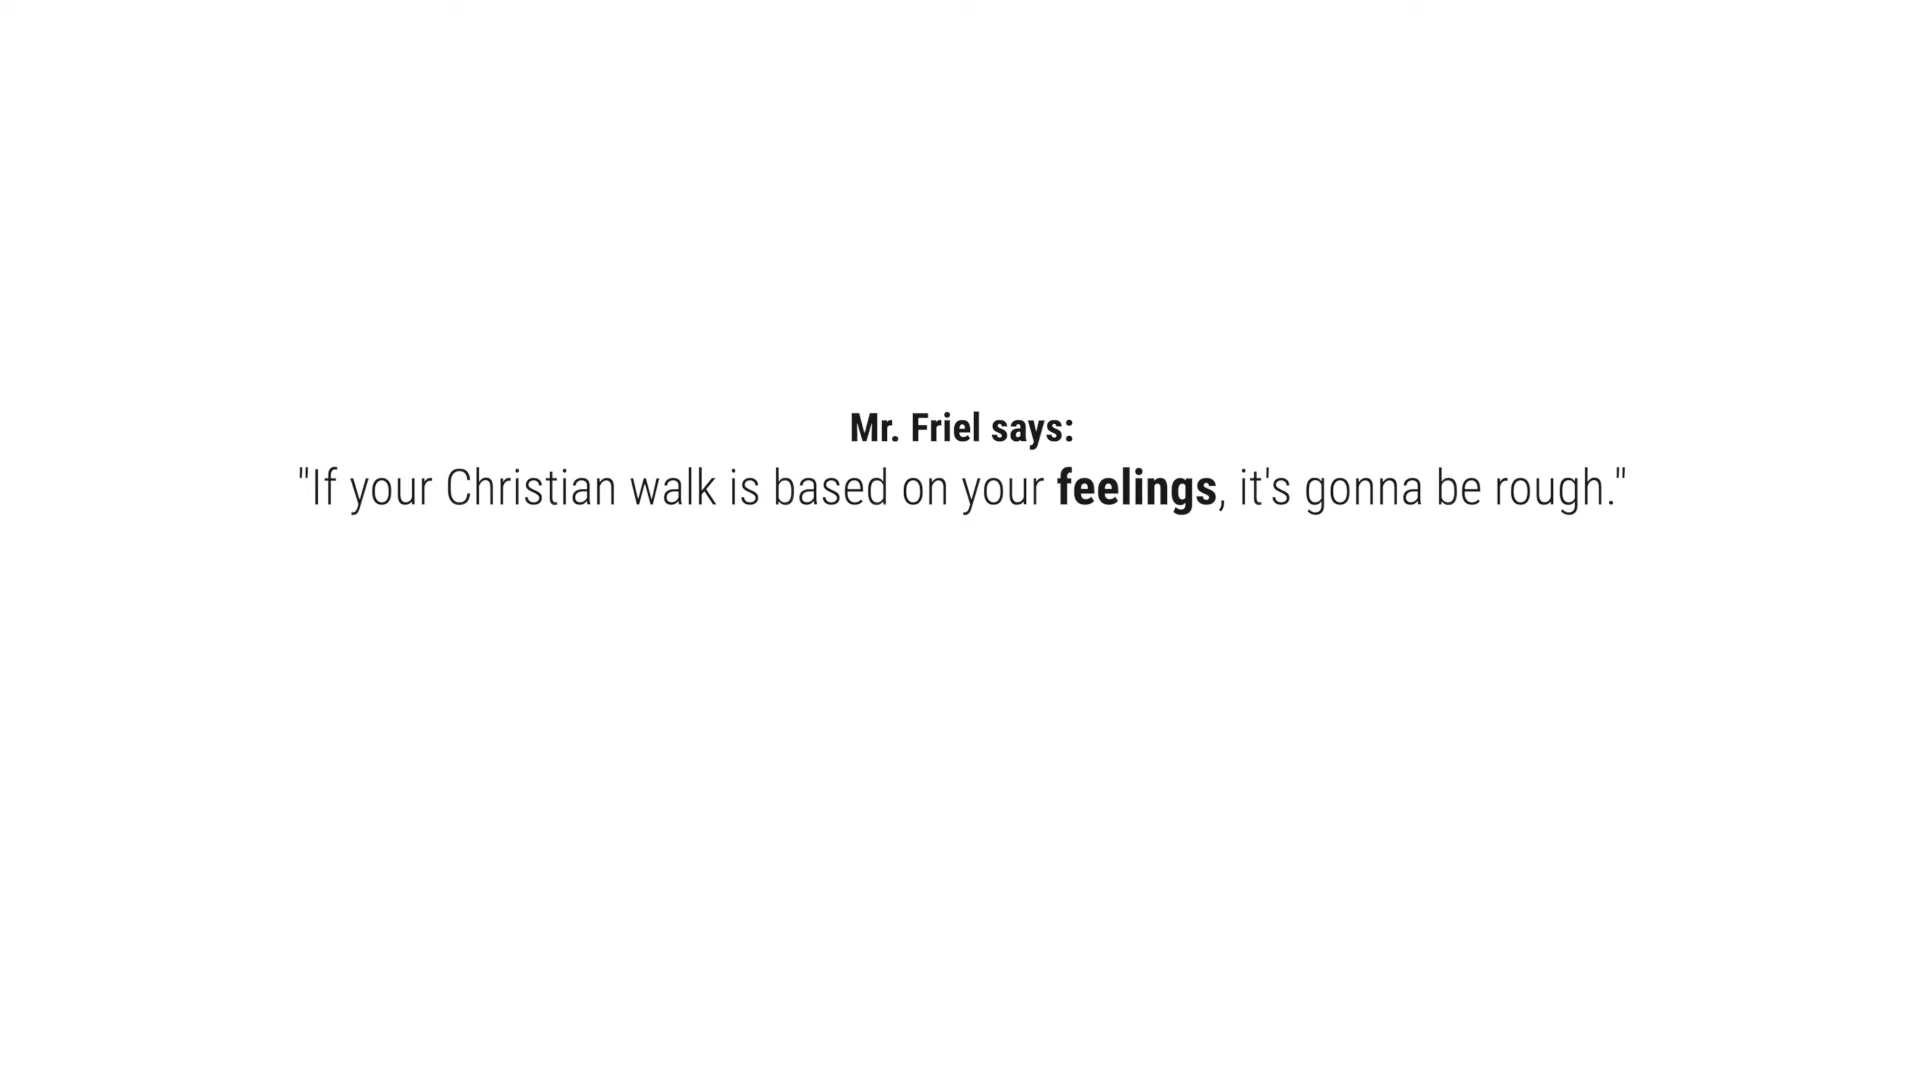 Mr. Friel says:
"If your Christian walk is based on your feelings, it's gonna be rough."